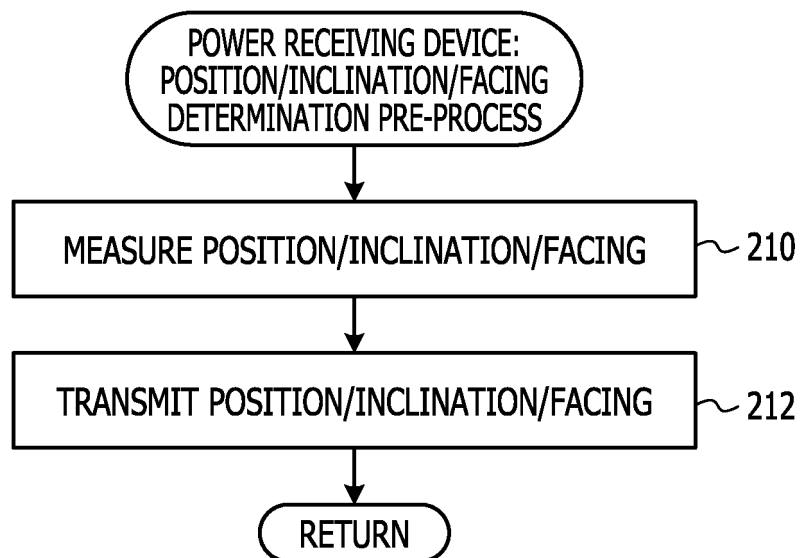 POWER RECEIVING DEVICE:
POSITION/INCLINATION/FACING
DETERMINATION PRE-PROCESS
MEASURE POSITION/INCLINATION/FACING
210
TRANSMIT POSITION/INCLINATION/FACING
212
RETURN